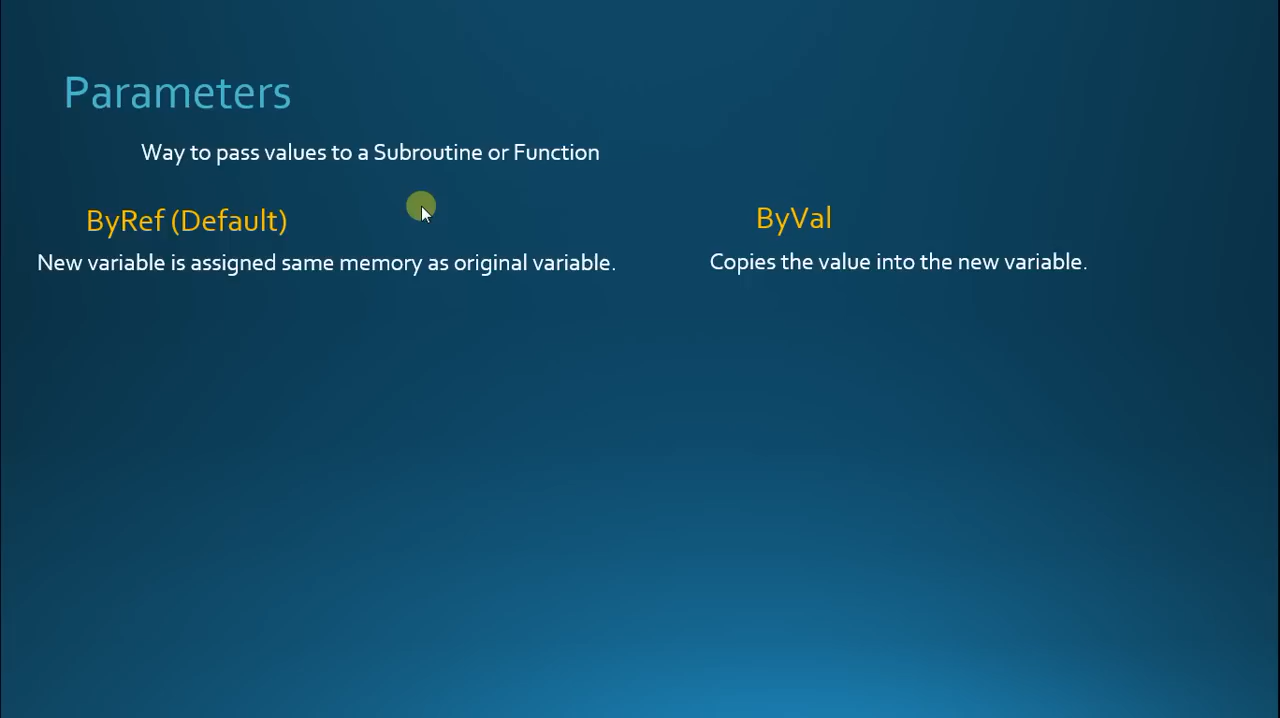 Parameters
Way to pass values to a Subroutine or Function
ByRef (Default)
New variable is assigned same memory as original variable.
ByVal
Copies the value into the new variable.